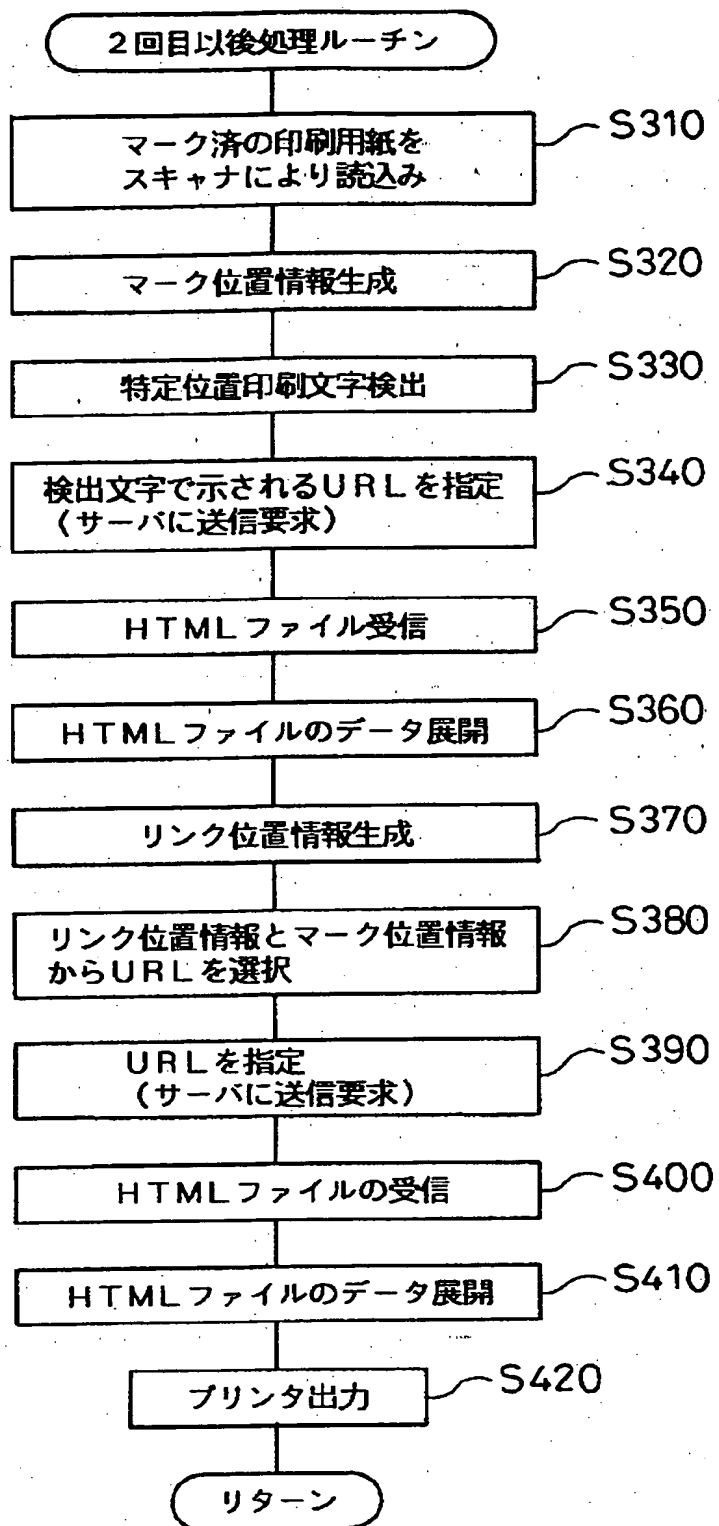 2回目以後処理ルーチン
マーク済の印刷用紙を
スキャナにより読込み
S310
マーク位置情報生成
S320
特定位置印刷文字検出
S330
検出文字で示されるURLを指定
(サーバに送信要求)
S340
HTMLファイル受信
S350
HTMLファイルのデータ展開
S360
リンク位置情報生成
S370
リンク位置情報とマーク位置情報
からURLを選択
S380
URLを指定
(サーバに送信要求)
S390
HTMLファイルの受信
S400
HTMLファイルのデータ展開
S410
プリンタ出力
S420
リターン